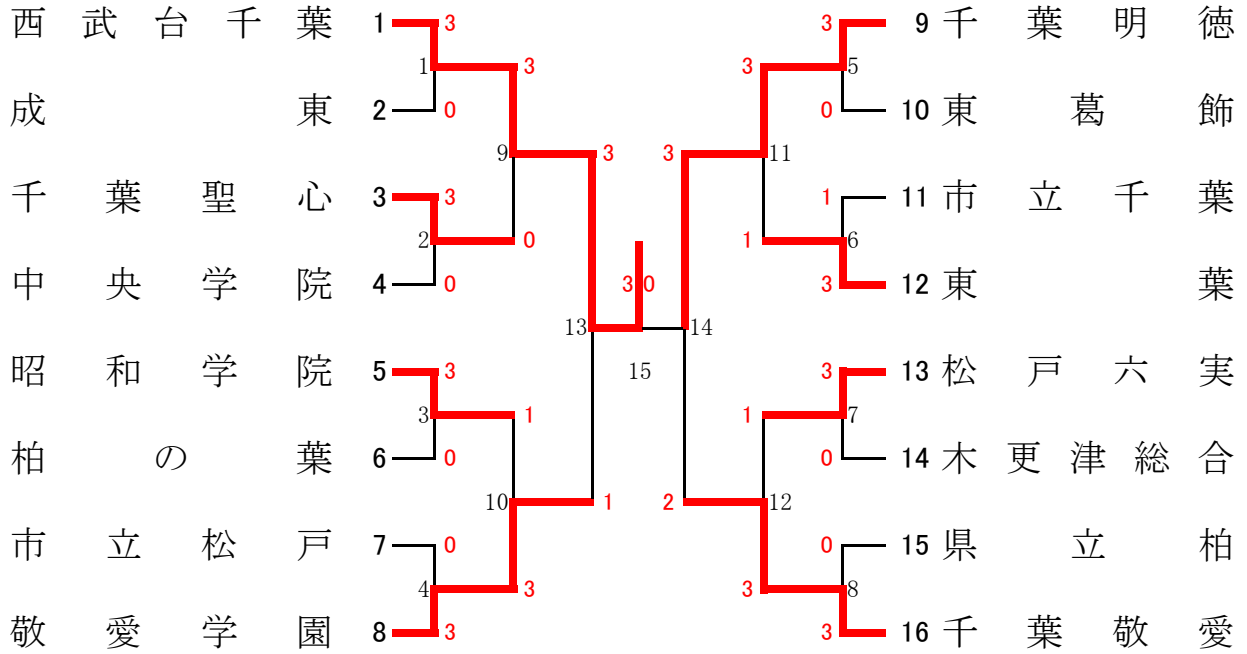 西武台千葉 1 3 3 9 千葉明徳
1 3 3 5
成東 2 0 0 10 東葛飾
9 3 3 11
千葉聖心 3 3 1 11 市立千葉
2 0 1 6
中央学院 4 0 3 0 3 12 東葉
13 14
昭和学院 5 3 15 3 13 松戸六実
3 1 1 7
柏の葉 6 0 0 14 木更津総合
10 1 2 12
市立松戸 7 0 0 15 県立柏
4 3 3 8
敬愛学園 8 3 3 16 千葉敬愛